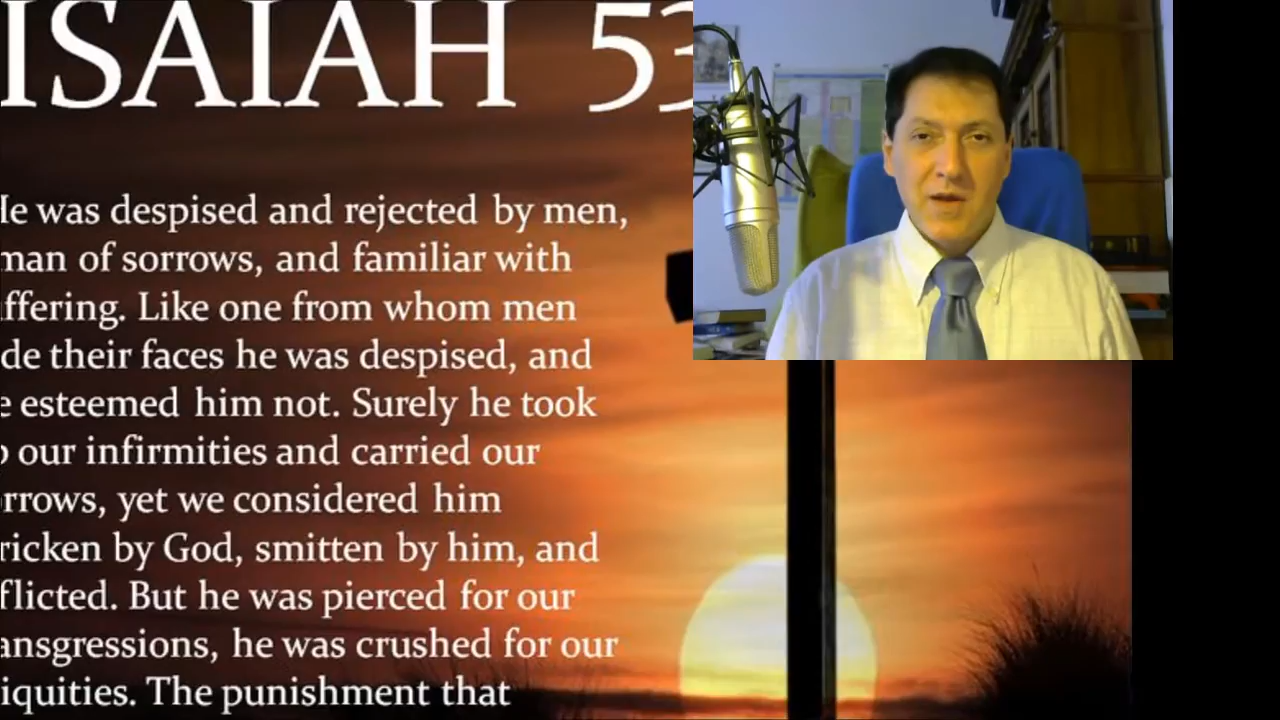 ISAIAH 53
He was despised and rejected by men,
man of sorrows, and familiar with
ffering. Like one from whom men
de their faces he was despised, and
e esteemed him not. Surely he took
our infirmities and carried our
rrows, yet we considered him
ricken by God, smitten by him, and
flicted. But he was pierced for our
ansgressions, he was crushed for our
iquities. The punishment that